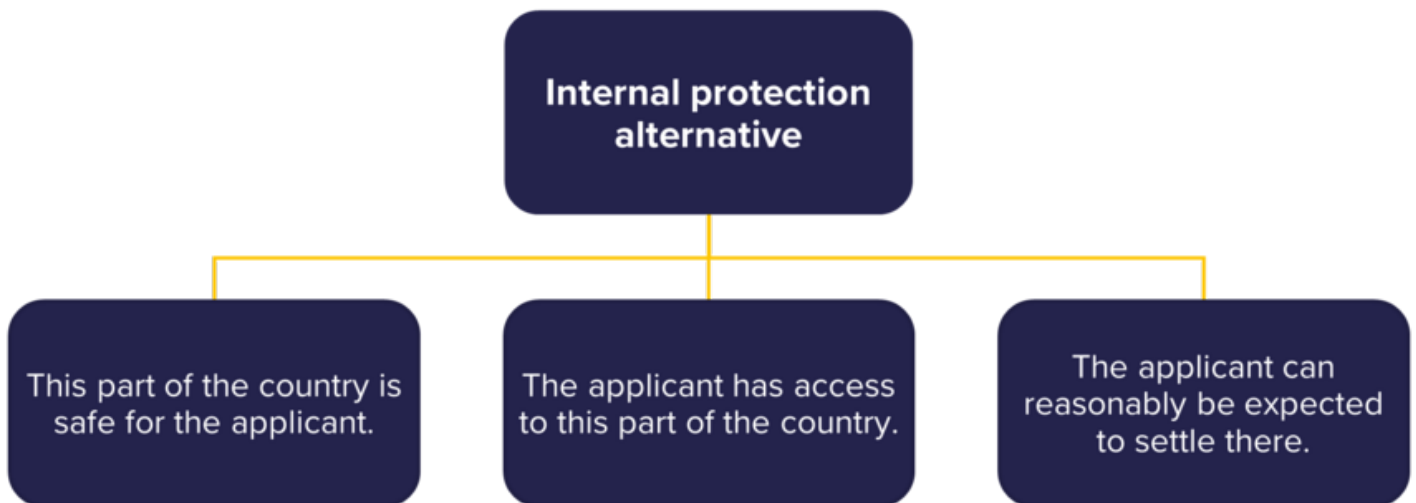 Internal protection
alternative
This part of the country is
safe for the applicant.
The applicant has access
to this part of the country.
The applicant can
reasonably be expected
to settle there.